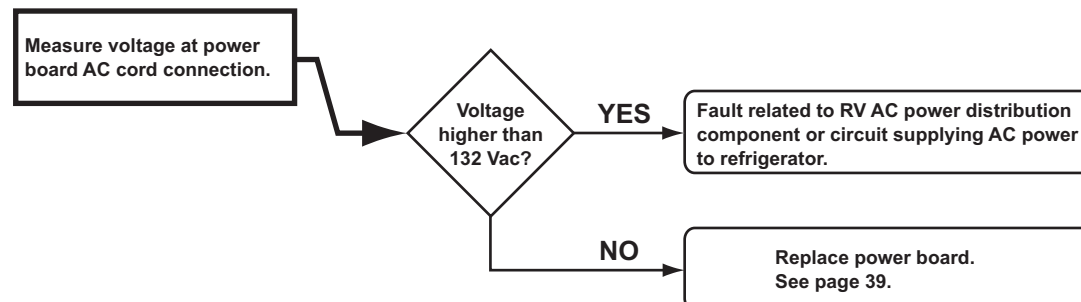 Measure voltage at power
board AC cord connection.
Voltage
higher than
132 Vac?
YES
Fault related to RV AC power distribution
component or circuit supplying AC power
to refrigerator.
NO
Replace power board.
See page 39.